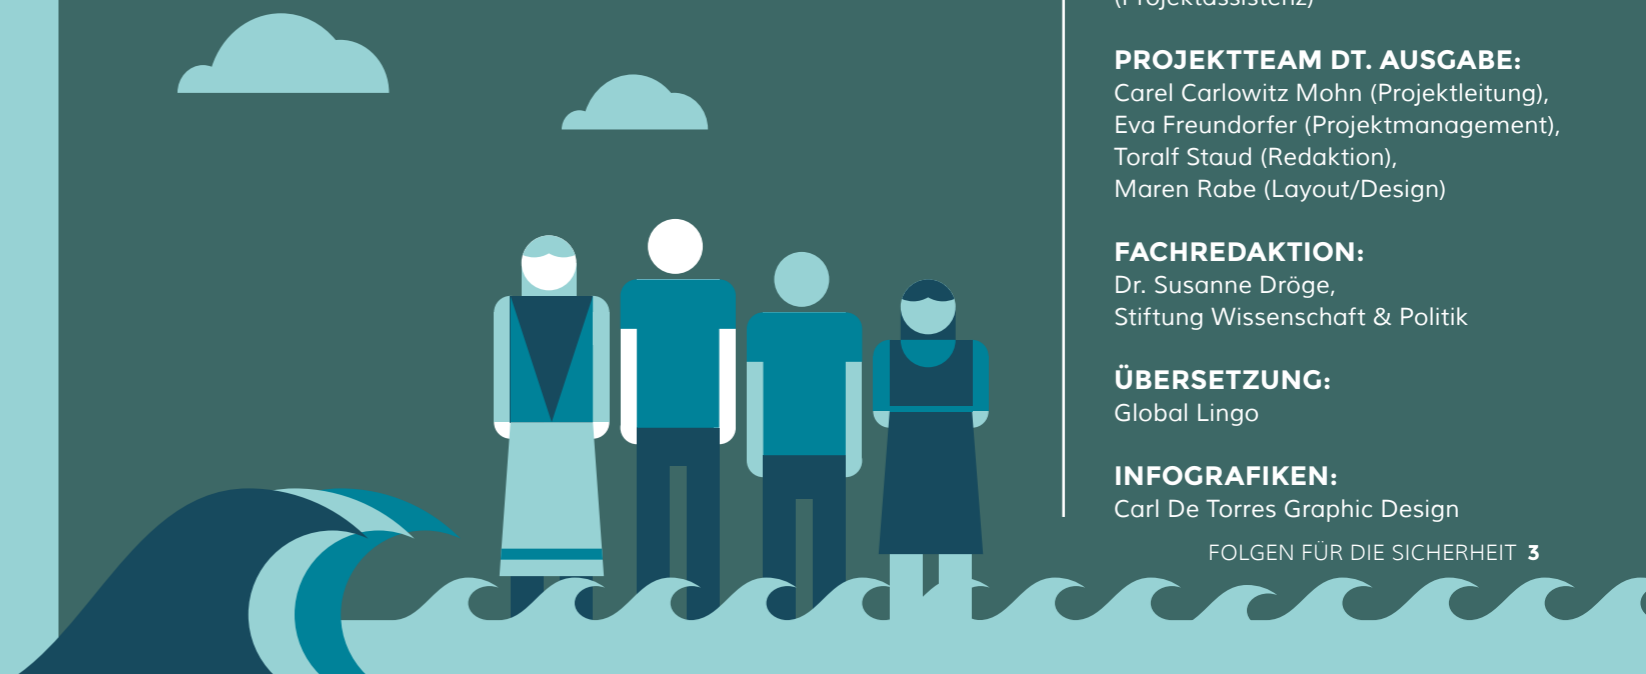 (Projektassistenz)
PROJEKTTEAM DT. AUSGABE:
Carel Carlowitz Mohn (Projektleitung),
Eva Freundorfer (Projektmanagement),
Toralf Staud (Redaktion),
Maren Rabe (Layout/Design)
FACHREDAKTION:
Dr. Susanne Dröge,
Stiftung Wissenschaft & Politik
ÜBERSETZUNG:
Global Lingo
INFOGRAFIKEN:
Carl De Torres Graphic Design
FOLGEN FÜR DIE SICHERHEIT 3